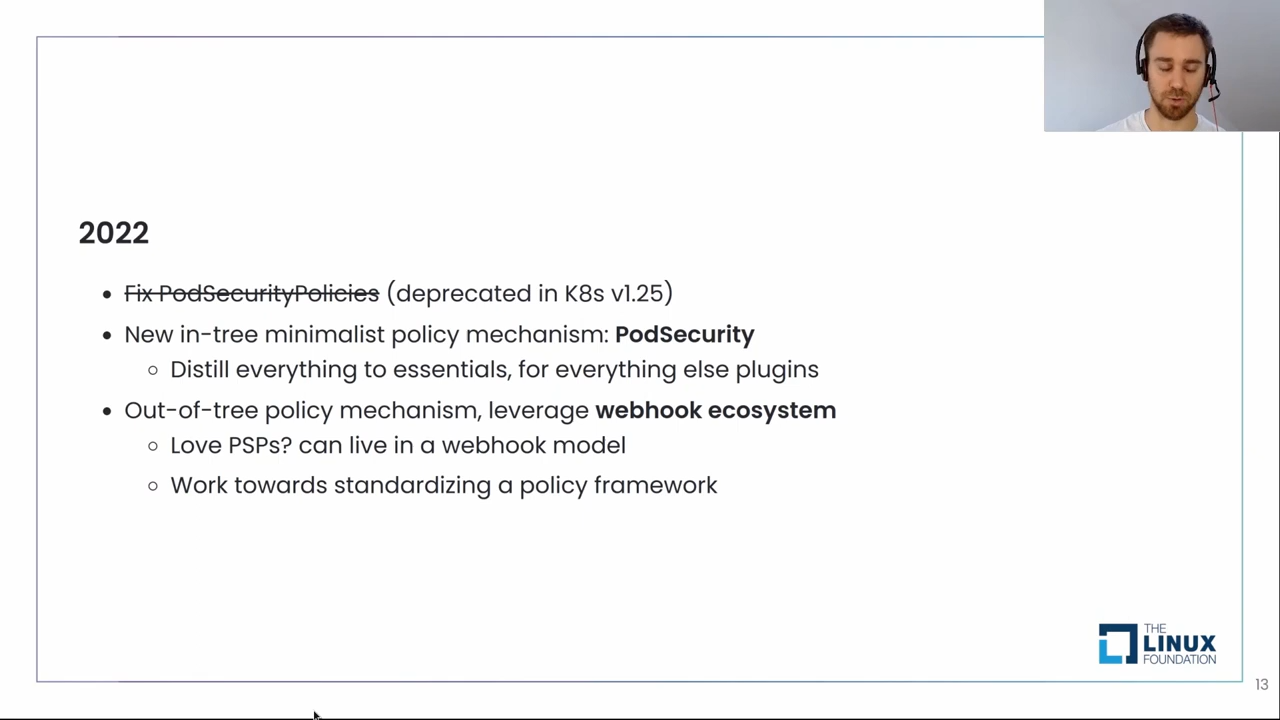 2022
Fix PodSecurityPolicies (deprecated in K8s v1.25)
New in-tree minimalist policy mechanism: PodSecurity
Distill everything to essentials, for everything else plugins
Out-of-tree policy mechanism, leverage webhook ecosystem
Love PSPs? can live in a webhook model
Work towards standardizing a policy framework
THE
LINUX
FOUNDATION
13